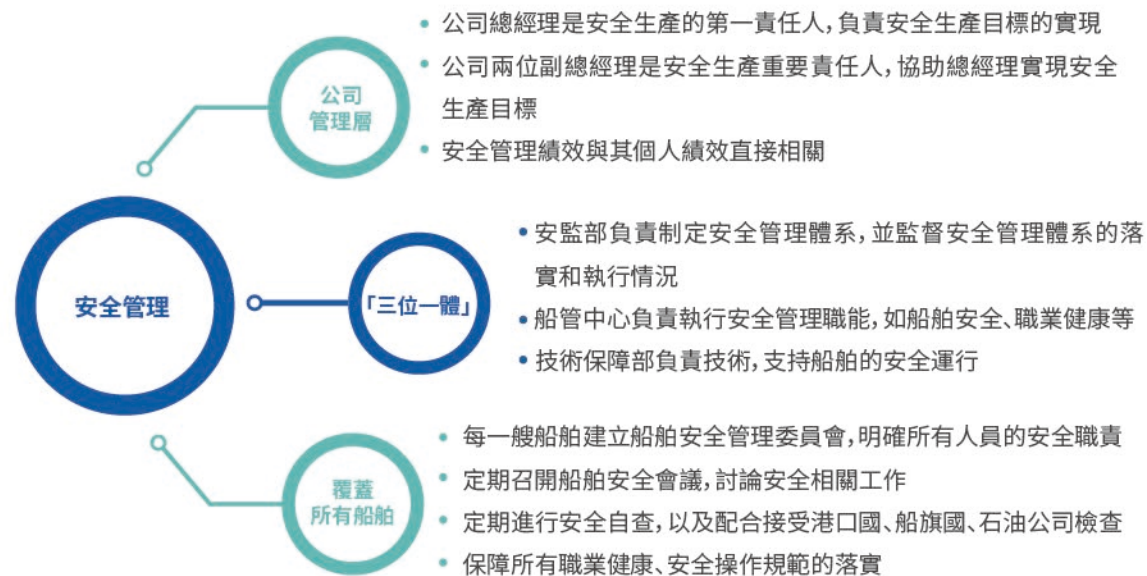 公司
管理層
• 公司總經理是安全生產的第一責任人，負責安全生產目標的實現
• 公司兩位副總經理是安全生產重要責任人，協助總經理實現安全
生產目標
• 安全管理績效與其個人績效直接相關
安全管理
「三位一體」
• 安監部負責制定安全管理體系，並監督安全管理體系的落
實和執行情況
• 船管中心負責執行安全管理職能，如船舶安全、職業健康等
• 技術保障部負責技術，支持船舶的安全運行
覆蓋
所有船舶
• 每一艘船舶建立船舶安全管理委員會，明確所有人員的安全職責
• 定期召開船舶安全會議，討論安全相關工作
• 定期進行安全自查，以及配合接受港口國、船旗國、石油公司檢查
• 保障所有職業健康、安全操作規範的落實